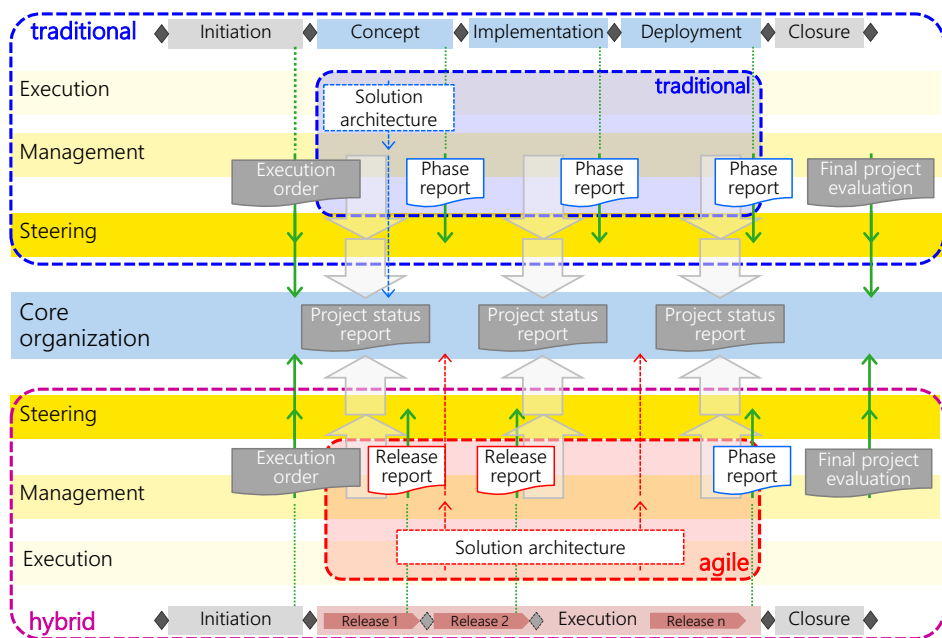 traditional
Initiation
Concept
Implementation
Deployment
Closure
Execution
traditional
Solution
architecture
Management
Execution
order
Phase
report
Phase
report
Phase
report
Final project
evaluation
Steering
Core
organization
Project status
report
Project status
report
Project status
report
Steering
Execution
order
Release
report
Release
report
Phase
report
Final project
evaluation
Management
Solution architecture
Execution
agile
hybrid
Initiation
Release 1
Release 2
Execution
Release n
Closure